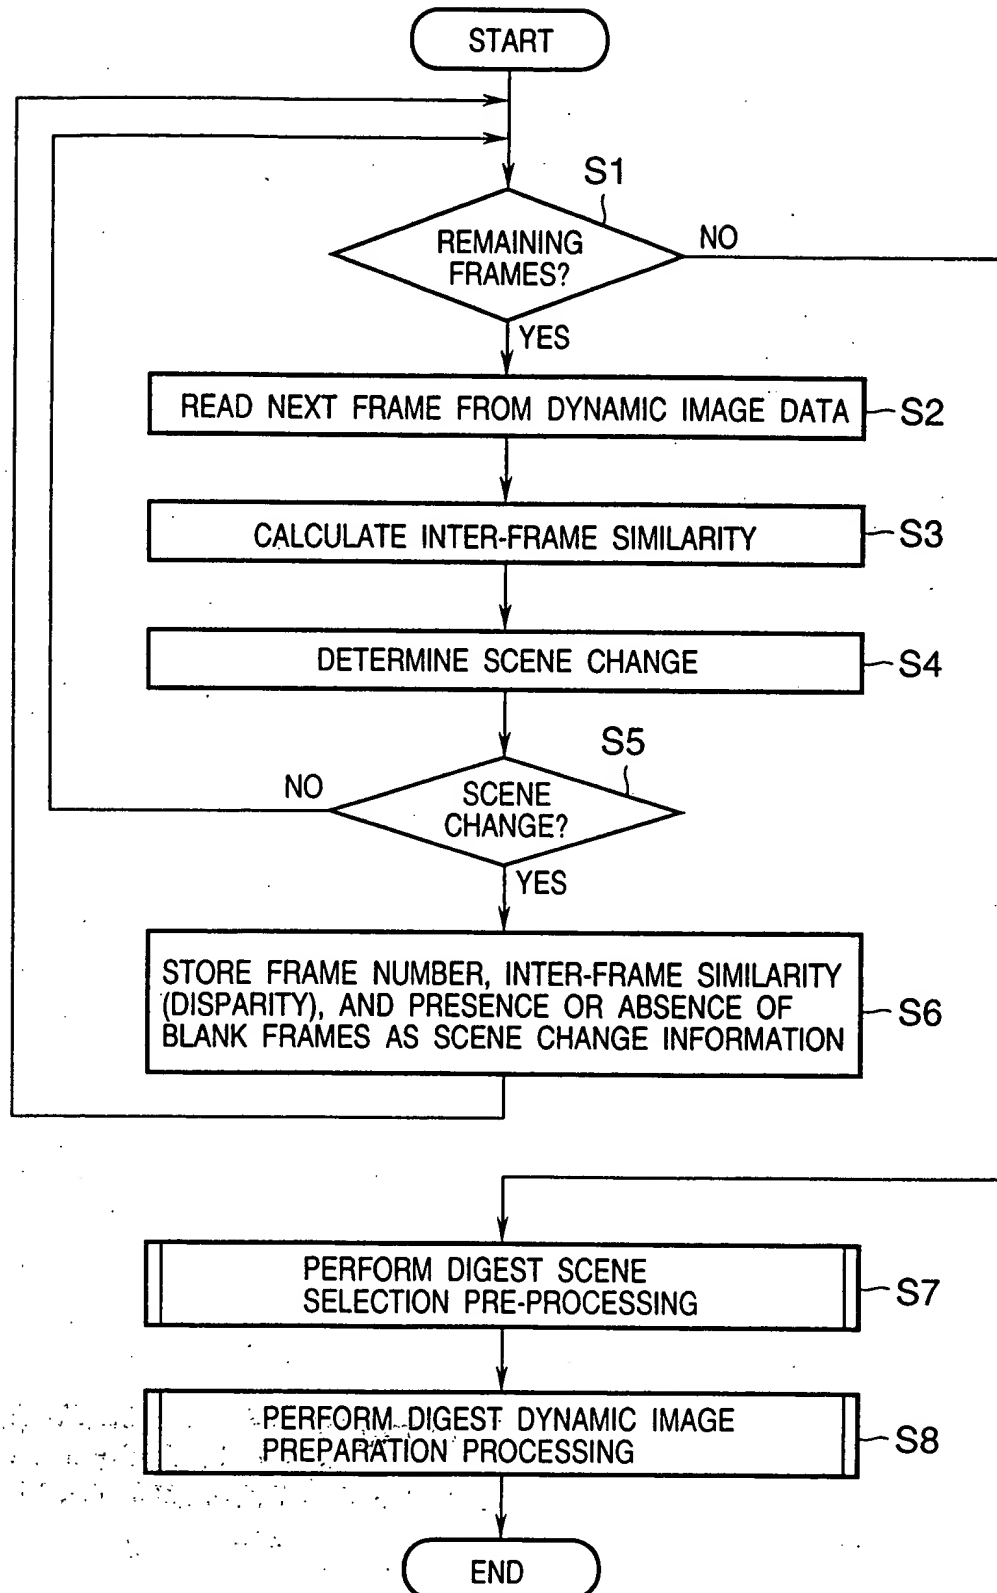 START
S1
REMAINING
FRAMES?
NO
YES
READ NEXT FRAME FROM DYNAMIC IMAGE DATA
S2
CALCULATE INTER-FRAME SIMILARITY
S3
DETERMINE SCENE CHANGE
S4
S5
NO
SCENE
CHANGE?
YES
STORE FRAME NUMBER, INTER-FRAME SIMILARITY
(DISPARITY), AND PRESENCE OR ABSENCE OF
BLANK FRAMES AS SCENE CHANGE INFORMATION
S6
PERFORM DIGEST SCENE
SELECTION PRE-PROCESSING
S7
PERFORM DIGEST DYNAMIC IMAGE
PREPARATION PROCESSING
S8
END